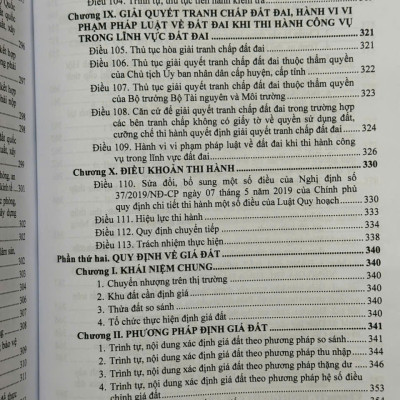 Điều 104. Trình tự, thủ tục tiến hành kiểm tra
Chương IX. GIẢI QUYẾT TRANH CHẤP ĐẤT ĐAI, HÀNH VI VI
PHẠM PHÁP LUẬT VỀ ĐẤT ĐAI KHI THI HÀNH CÔNG VỤ
TRONG LĨNH VỰC ĐẤT ĐAI 321
Điều 105. Thủ tục hòa giải tranh chấp đất đai 321
Điều 106. Thủ tục giải quyết tranh chấp đất đai thuộc thẩm quyền
của Chủ tịch Ủy ban nhân dân cấp huyện, cấp tỉnh 322
Điều 107. Thủ tục giải quyết tranh chấp đất đai thuộc thẩm quyền
của Bộ trưởng Bộ Tài nguyên và Môi trường 323
Điều 108. Căn cứ để giải quyết tranh chấp đất đai trong trường hợp
các bên tranh chấp không có giấy tờ về quyền sử dụng đất,
cưỡng chế thi hành quyết định giải quyết tranh chấp đất đai 324
Điều 109. Hành vi vi phạm pháp luật về đất đai khi thi hành công
vụ trong lĩnh vực đất đai 326
Chương X. ĐIỀU KHOẢN THI HÀNH 330
Điều 110. Sửa đổi, bổ sung một số điều của Nghị định số
37/2019/NĐ-CP ngày 07 tháng 5 năm 2019 của Chính phủ
quy định chi tiết thi hành một số điều của Luật Quy hoạch 330
Điều 111. Hiệu lực thi hành 330
Điều 112. Quy định chuyển tiếp 334
Điều 113. Trách nhiệm thực hiện 338
Phần thứ hai. QUY ĐỊNH VỀ GIÁ ĐẤT 340
Chương I. KHÁI NIỆM CHUNG 340
1. Chuyển nhượng trên thị trường 340
2. Khu đất cần định giá 340
3. Thửa đất so sánh 340
4. Tổ chức thực hiện định giá đất 340
Chương II. PHƯƠNG PHÁP ĐỊNH GIÁ ĐẤT 341
1. Trình tự, nội dung xác định giá đất theo phương pháp so sánh 341
2. Trình tự, nội dung xác định giá đất theo phương pháp thu nhập 344
3. Trình tự, nội dung xác định giá đất theo phương pháp thặng dư 346
4. Trình tự, nội dung xác định giá đất theo phương pháp hệ số điều
chỉnh giá đất 353